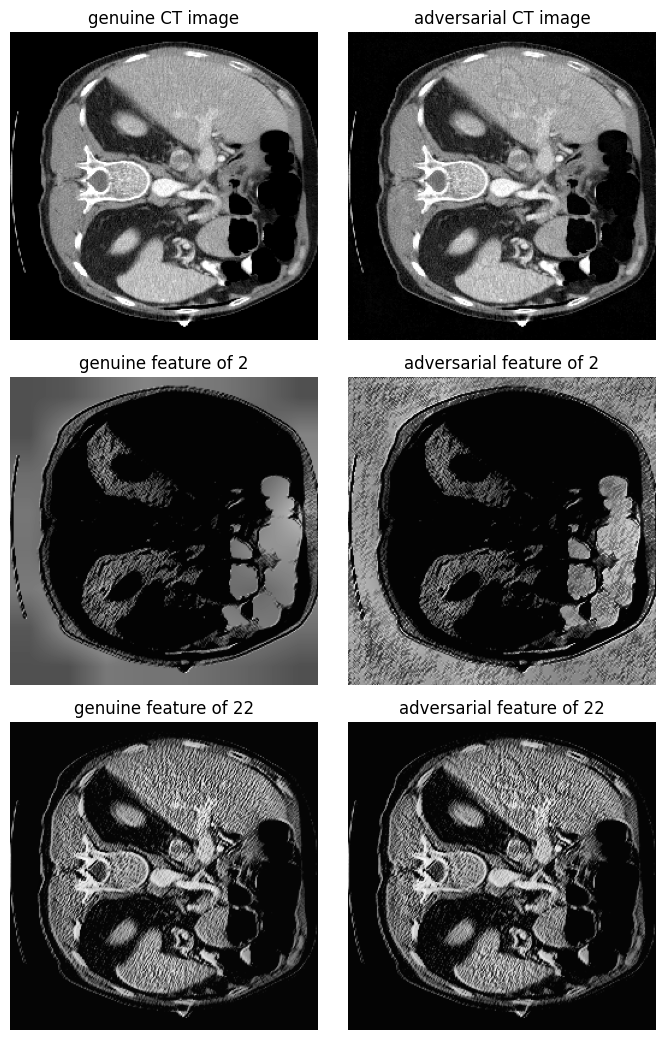 genuine CT image
adversarial CT image
genuine feature of 2
adversarial feature of 2
genuine feature of 22
adversarial feature of 22